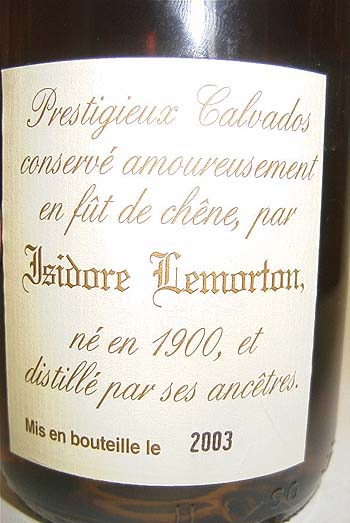 Prestigieux Calvados
conservé amoureusement
en fût de chêne, par
Isidore Lemorton,
né en 1900, et
distillé par ses ancêtres.
Mis en bouteille le 2003